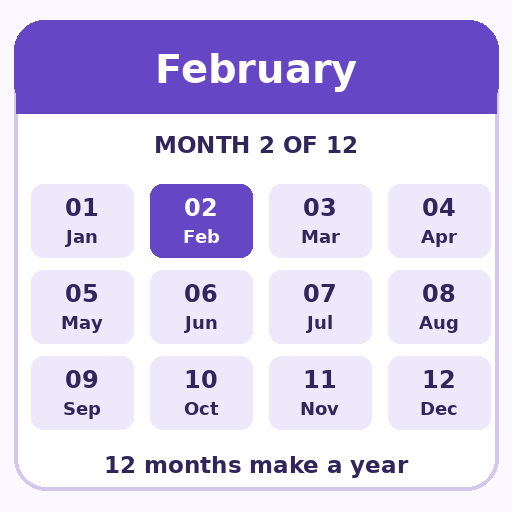 February
MONTH 2 OF 12
01 02 03 04
Jan Feb Mar Apr
05 06 07 08
May Jun Jul Aug
09 10 11 12
Sep Oct Nov Dec
12 months make a year